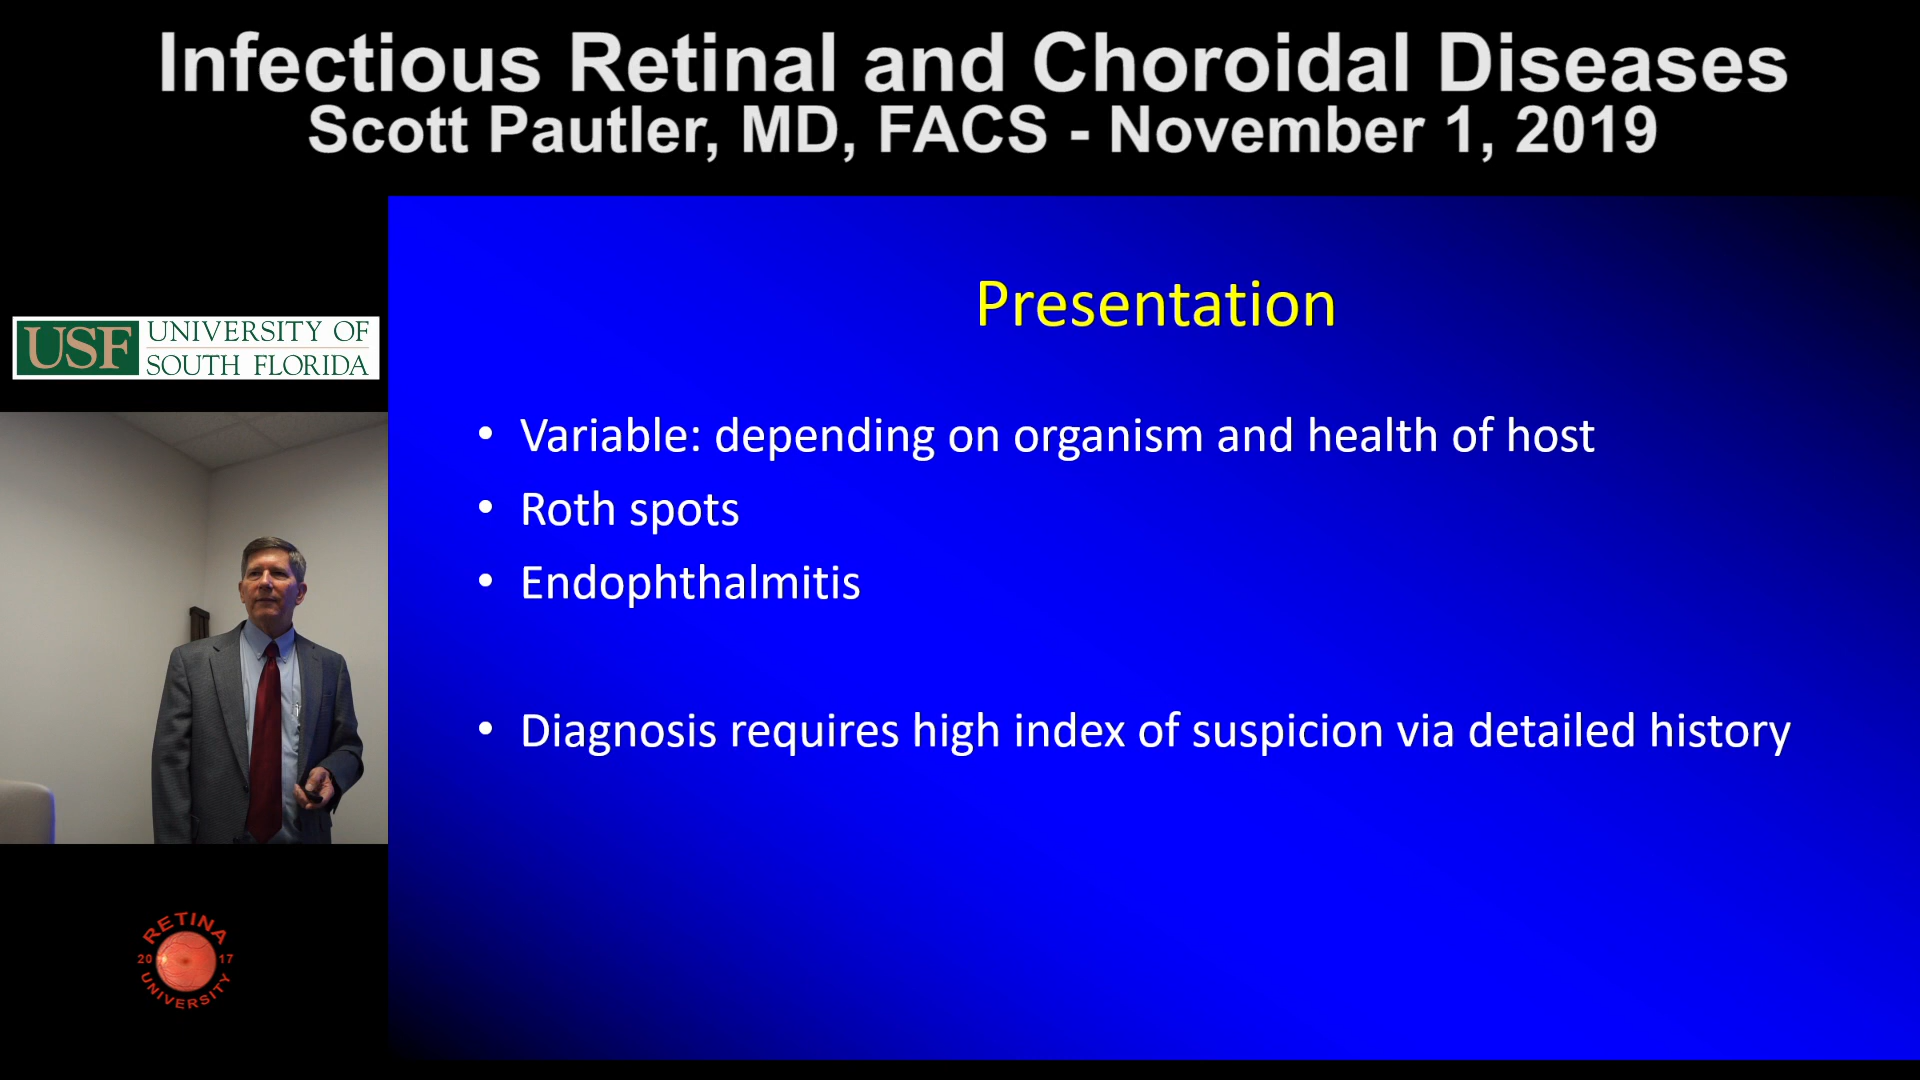 Infectious Retinal and Choroidal Diseases
Scott Pautler, MD, FACS - November 1, 2019
USF UNIVERSITY OF
SOUTH FLORIDA
Presentation
• Variable: depending on organism and health of host
• Roth spots
• Endophthalmitis
• Diagnosis requires high index of suspicion via detailed history
RETINA
20 17
UNIVERSITY